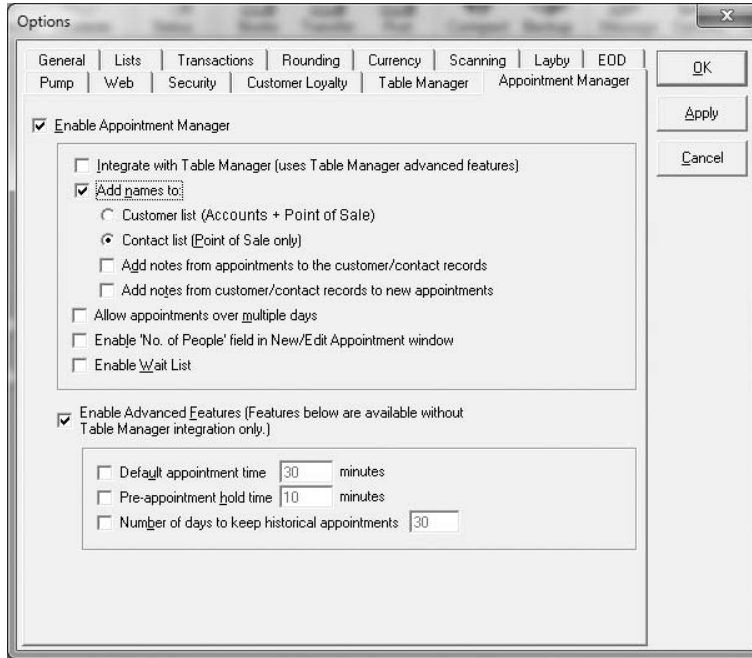 Options
General Lists Transactions Rounding Currency Scanning Layby EOD
Pump Web Security Customer Loyalty Table Manager Appointment Manager
OK
Apply
Cancel
Enable Appointment Manager
Integrate with Table Manager (uses Table Manager advanced features)
Add names to:
Customer list (Accounts + Point of Sale)
Contact list (Point of Sale only)
Add notes from appointments to the customer/contact records
Add notes from customer/contact records to new appointments
Allow appointments over multiple days
Enable 'No. of People' field in New/Edit Appointment window
Enable Wait List
Enable Advanced Features (Features below are available without
Table Manager integration only.)
Default appointment time 30 minutes
Pre-appointment hold time 10 minutes
Number of days to keep historical appointments 30